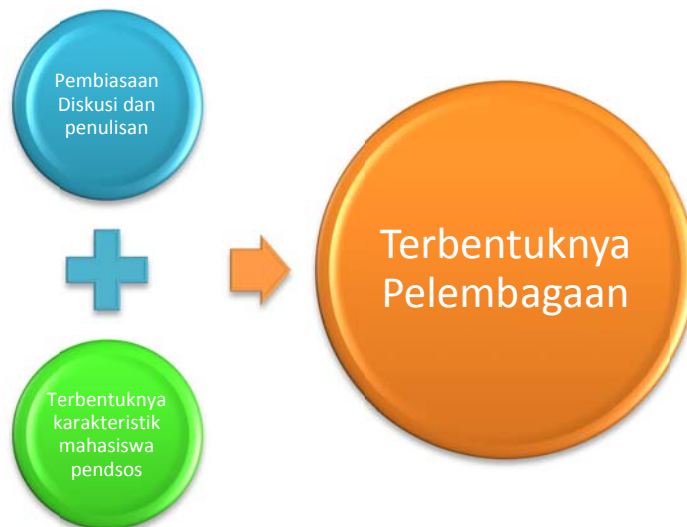 Pembiasaan
Diskusi dan
penulisan
Terbentuknya
karakteristik
mahasiswa
pendsos
Terbentuknya
Pelembagaan